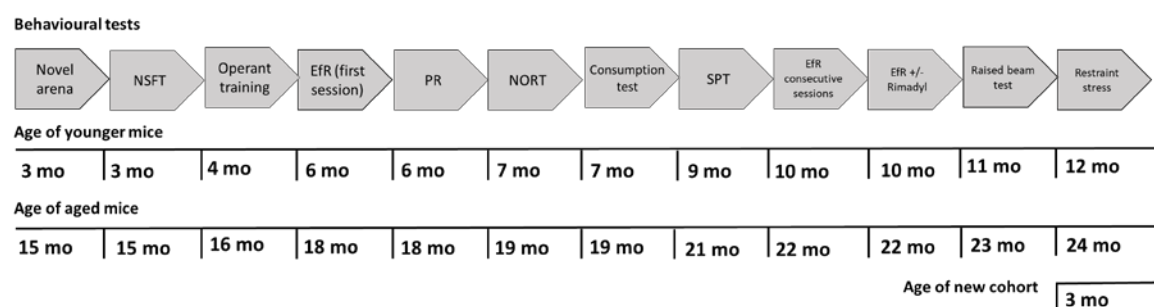 Behavioural tests
Novel
arena
NSFT
Operant
training
EfR (first
session)
PR
NORT
Consumption
test
SPT
EfR
consecutive
sessions
EfR +/-
Rimadyl
Raised beam
test
Restraint
stress
Age of younger mice
3 mo 3 mo 4 mo 6 mo 6 mo 7 mo 7 mo 9 mo 10 mo 10 mo 11 mo 12 mo
Age of aged mice
15 mo 15 mo 16 mo 18 mo 18 mo 19 mo 19 mo 21 mo 22 mo 22 mo 23 mo 24 mo
Age of new cohort
3 mo